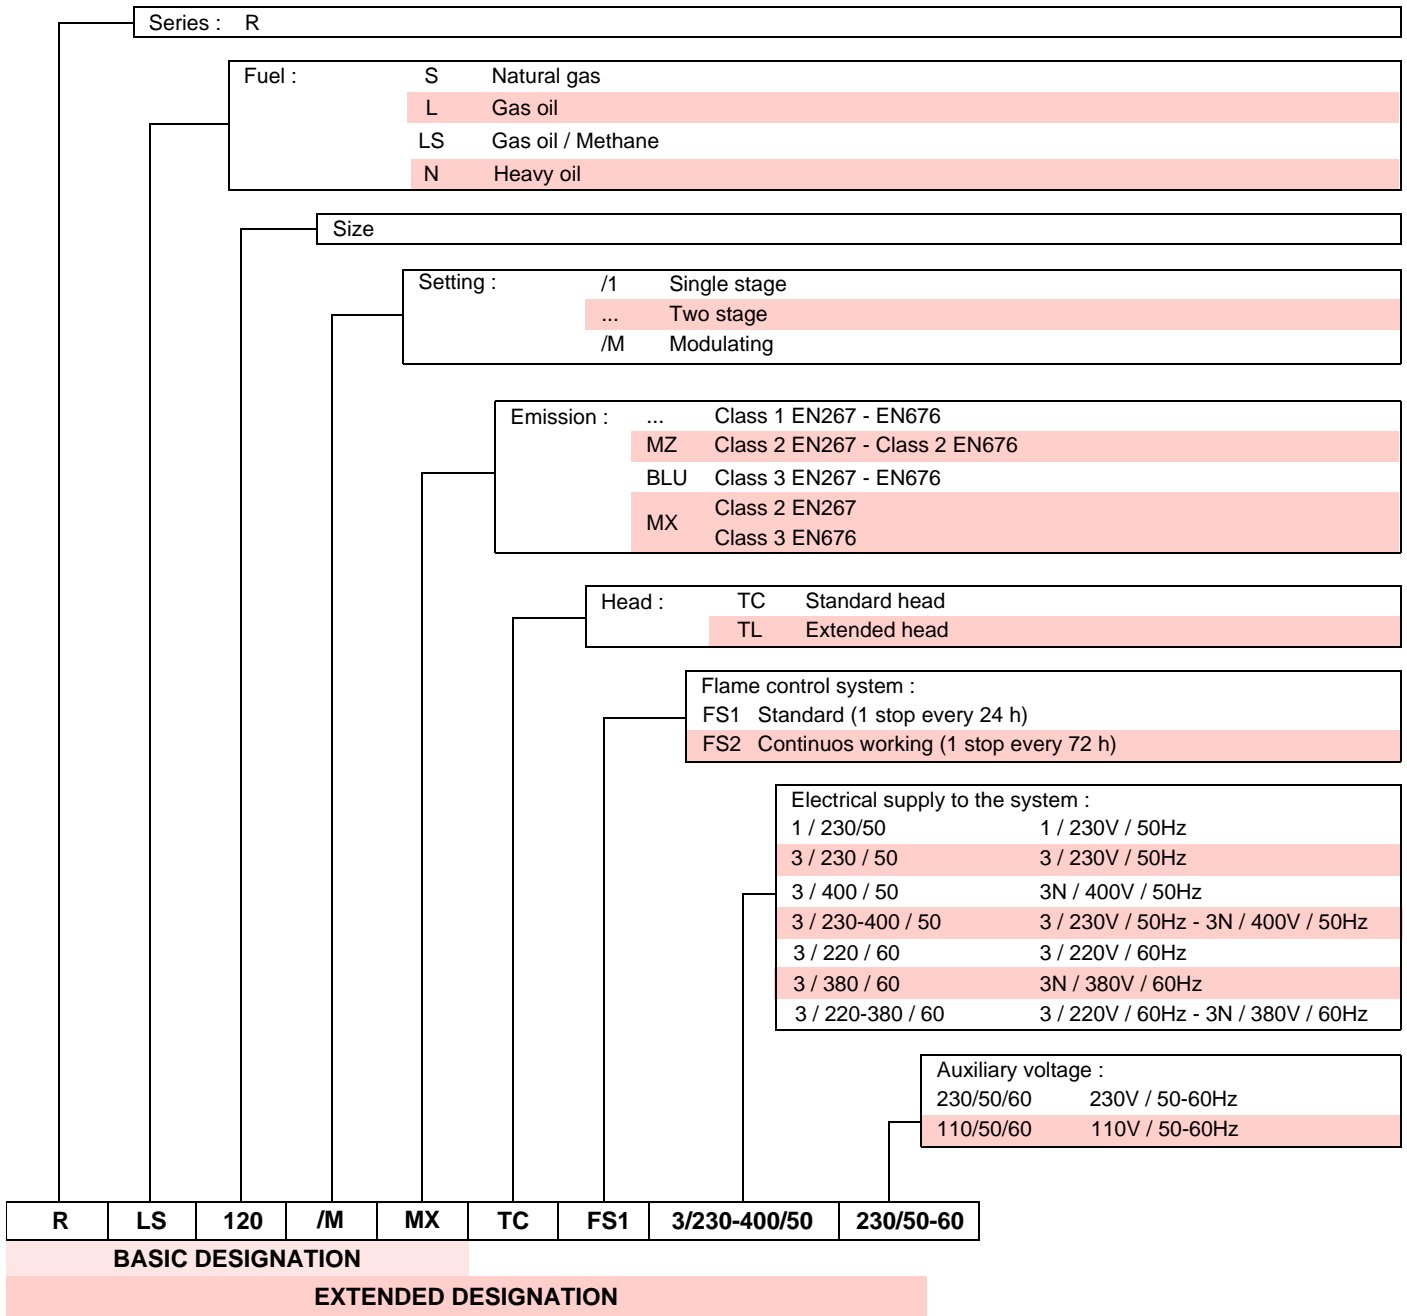 Series : R
Fuel : S Natural gas
L Gas oil
LS Gas oil / Methane
N Heavy oil
Size
Setting : /1 Single stage
... Two stage
/M Modulating
Emission : ... Class 1 EN267 - EN676
MZ Class 2 EN267 - Class 2 EN676
BLU Class 3 EN267 - EN676
MX Class 2 EN267
Class 3 EN676
Head : TC Standard head
TL Extended head
Flame control system :
FS1 Standard (1 stop every 24 h)
FS2 Continuos working (1 stop every 72 h)
Electrical supply to the system :
1 / 230/50 1 / 230V / 50Hz
3 / 230 / 50 3 / 230V / 50Hz
3 / 400 / 50 3N / 400V / 50Hz
3 / 230-400 / 50 3 / 230V / 50Hz - 3N / 400V / 50Hz
3 / 220 / 60 3 / 220V / 60Hz
3 / 380 / 60 3N / 380V / 60Hz
3 / 220-380 / 60 3 / 220V / 60Hz - 3N / 380V / 60Hz
Auxiliary voltage :
230/50/60 230V / 50-60Hz
110/50/60 110V / 50-60Hz
R LS 120 /M MX TC FS1 3/230-400/50 230/50-60
BASIC DESIGNATION
EXTENDED DESIGNATION